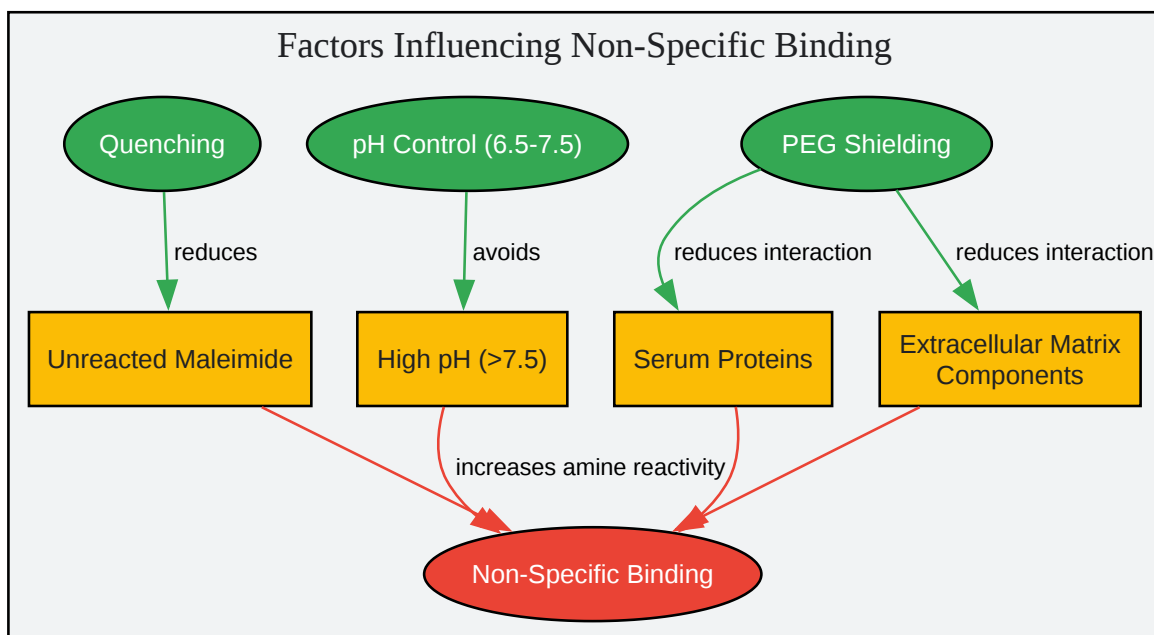 Factors Influencing Non-Specific Binding
Quenching
pH Control (6.5-7.5)
PEG Shielding
reduces
avoids
reduces interaction
reduces interaction
Unreacted Maleimide
High pH (>7.5)
Serum Proteins
Extracellular Matrix
Components
increases amine reactivity
Non-Specific Binding